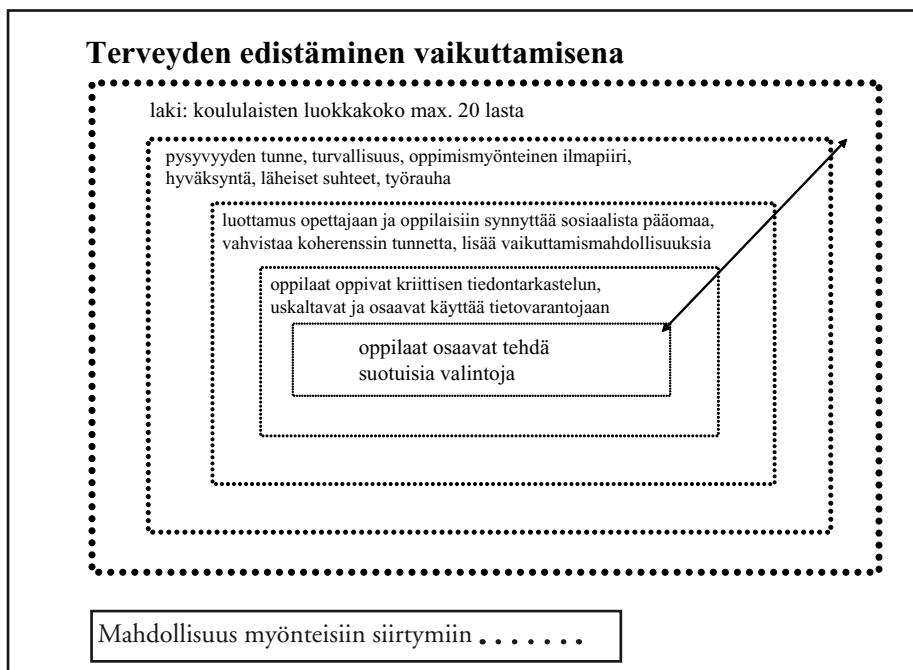 Terveyden edistäminen vaikuttamisena
laki: koululaisten luokkakoko max. 20 lasta
pysyvyyden tunne, turvallisuus, oppimismyönteinen ilmapiiri,
hyväksyntä, läheiset suhteet, työrauha
luottamus opettajaan ja oppilaisiin synnyttää sosiaalista pääomaa,
vahvistaa koherenssin tunnetta, lisää vaikuttamismahdollisuuksia
oppilaat oppivat kriittisen tiedontarkastelun,
uskaltavat ja osaavat käyttää tietovarantojaan
oppilaat osaavat tehdä
suotuisia valintoja
Mahdollisuus myönteisiin siirtymiin . . . . . . .